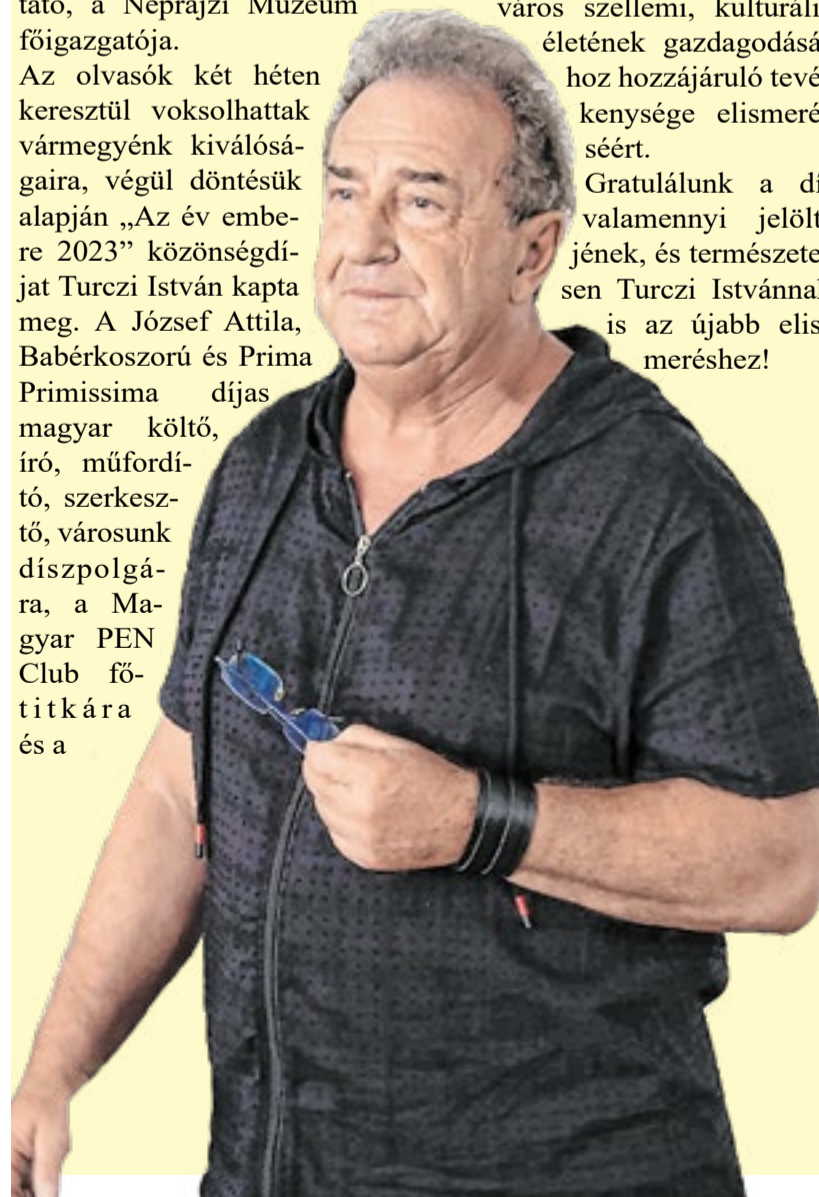 tató, a Néprajzi Múzeum
főigazgatója.
Az olvasók két héten
keresztül voksolhattak
vármegyénk kiválósá-
gaira, végül döntésük
alapján „Az év embe-
re 2023” közönségdí-
jat Turczi István kapta
meg. A József Attila,
Babérkoszorú és Prima
Primissima díjas
magyar költő,
író, műfordí-
tó, szerkesz-
tő, városunk
díszpolgá-
ra, a Ma-
gyar PEN
Club fő-
titkára
és a
város szellemi, kulturáli
életének gazdagodásá
hoz hozzájáruló tevé
kenysége elismeré
séért.
Gratulálunk a dí
valamennyi jelölt
jének, és természete
sen Turczi Istvánnal
is az újabb elis
meréshez!